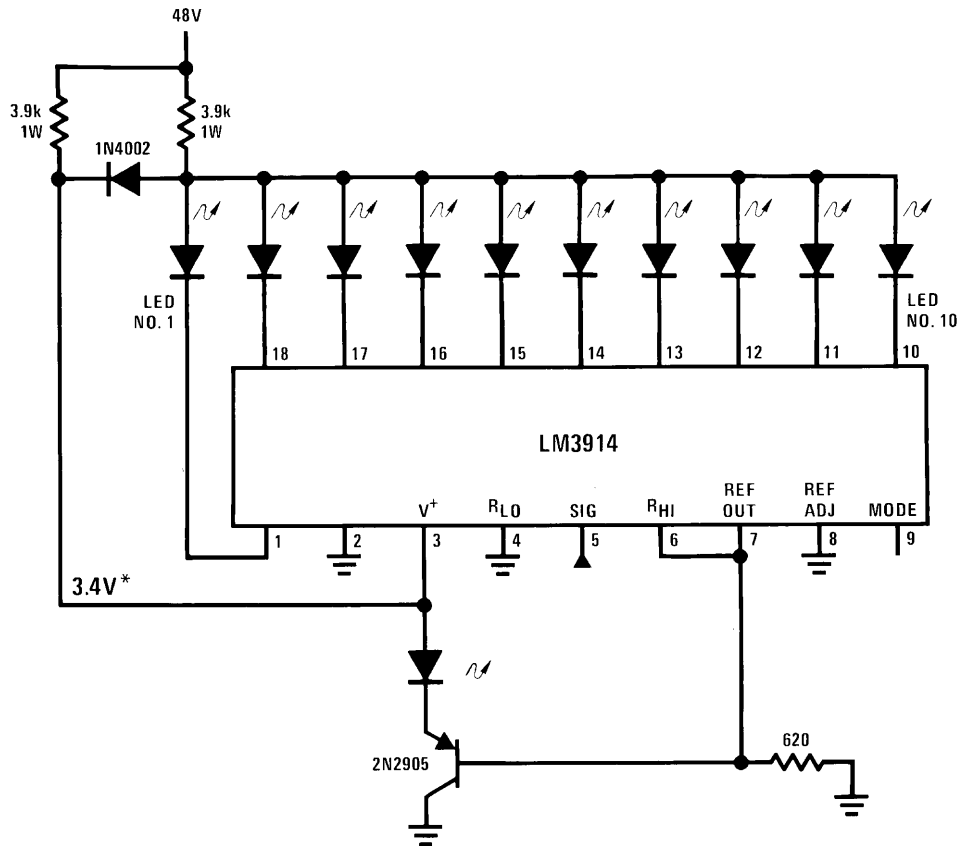 48V
3.9k
1W
3.9k
1W
1N4002
LED
NO. 1
LED
NO. 10
18
17
16
15
14
13
12
11
10
LM3914
V+
RLO
SIG
RHI
REF
OUT
REF
ADJ
MODE
1
2
3
4
5
6
7
8
9
3.4V*
620
2N2905